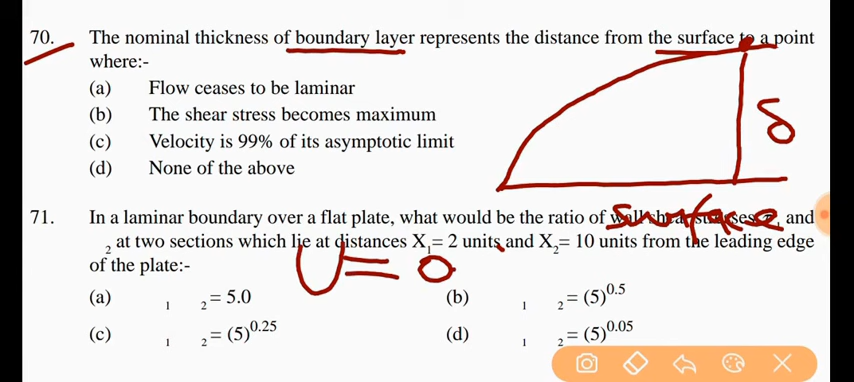 70. The nominal thickness of boundary layer represents the distance from the surface to a point
where:-
(a) Flow ceases to be laminar
(b) The shear stress becomes maximum
(c) Velocity is 99% of its asymptotic limit
(d) None of the above
δ
71. In a laminar boundary over a flat plate, what would be the ratio of wall shear stresses 1 and
surface
2 at two sections which lie at distances X1= 2 units and X2= 10 units from the leading edge
U = 0
of the plate:-
(a) 1 2 = 5.0 (b) 1 2 = (5)^0.5
(c) 1 2 = (5)^0.25 (d) 1 2 = (5)^0.05